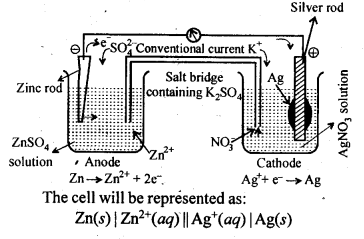 Silver rod
⊖ e⁻ SO₄²⁻ Conventional current K⁺ ⊕
Zinc rod
Salt bridge
containing K₂SO₄
Ag
AgNO₃ solution
ZnSO₄
solution
Zn²⁺
NO₃⁻
Anode
Cathode
Zn → Zn²⁺ + 2e⁻
Ag⁺ + e⁻ → Ag
The cell will be represented as:
Zn(s) | Zn²⁺(aq) || Ag⁺(aq) | Ag(s)